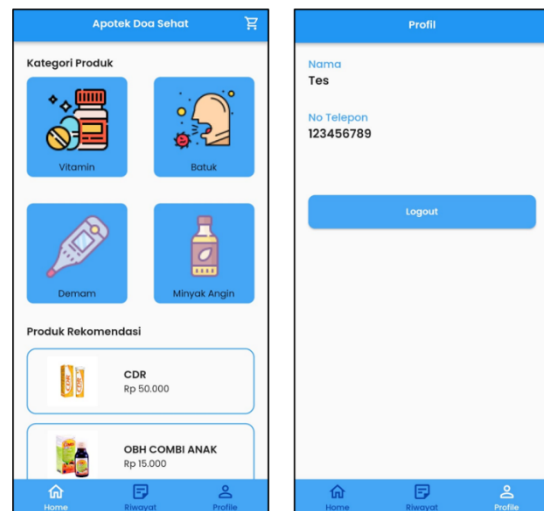 Apotek Doa Sehat
Kategori Produk
Vitamin
Batuk
Demam
Minyak Angin
Produk Rekomendasi
CDR
Rp 50.000
OBH COMBI ANAK
Rp 15.000
Home
Riwayat
Profile
Profil
Nama
Tes
No Telepon
123456789
Logout
Home
Riwayat
Profile